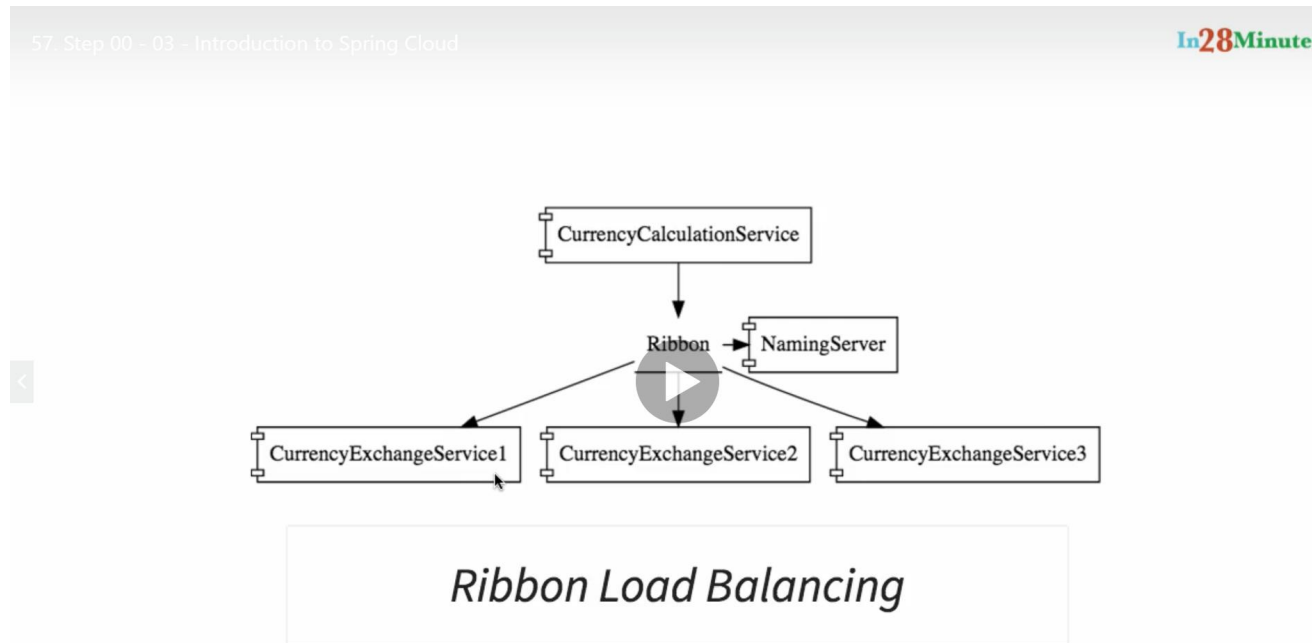 57. Step 00 - 03 - Introduction to Spring Cloud
In28Minute
CurrencyCalculationService
Ribbon
NamingServer
CurrencyExchangeService1
CurrencyExchangeService2
CurrencyExchangeService3
Ribbon Load Balancing